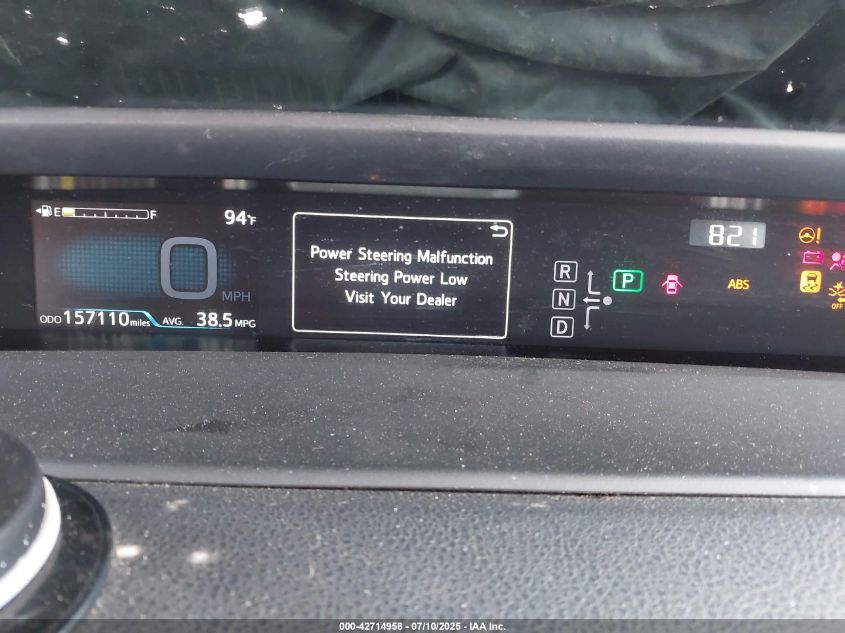 E F 94°F
0 MPH
ODO 157110 miles AVG. 38.5 MPG
Power Steering Malfunction
Steering Power Low
Visit Your Dealer
R
N
D
P
ABS
821
!
OFF
000-42714958 - 07/10/2025 - IAA Inc.